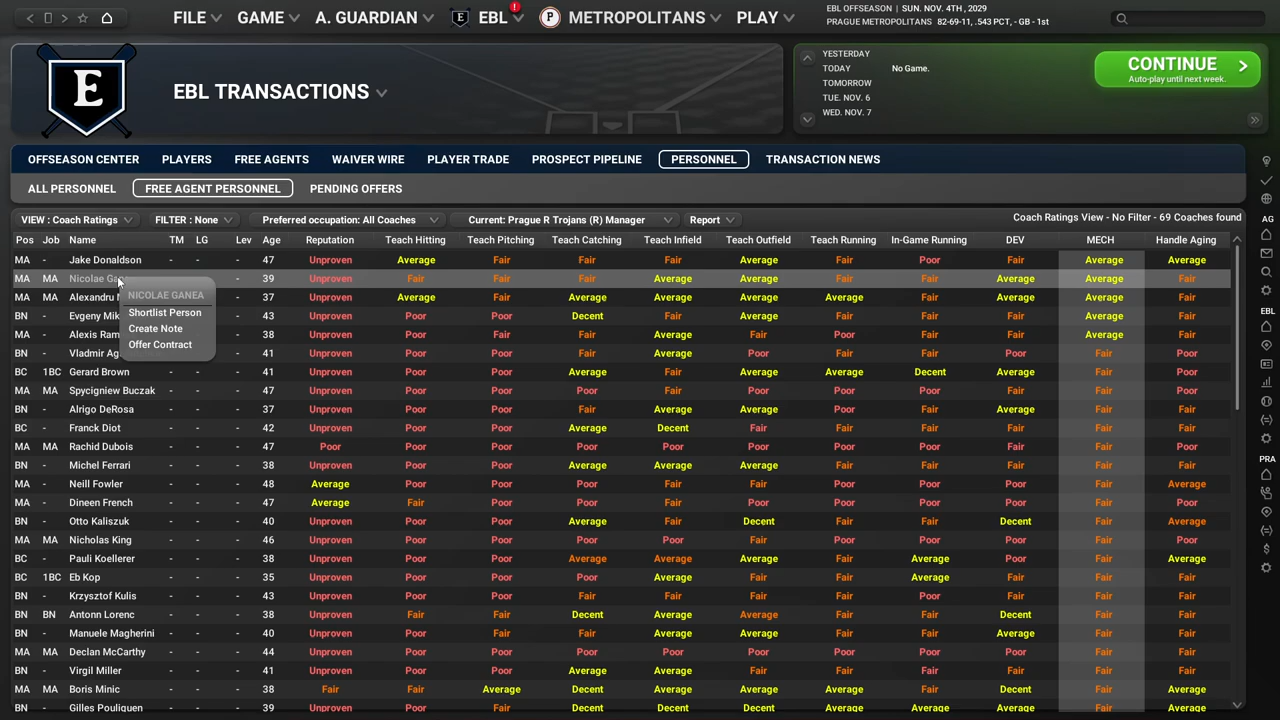 FILE GAME A. GUARDIAN E EBL ! P METROPOLITANS PLAY
EBL OFFSEASON | SUN. NOV. 4TH , 2029
PRAGUE METROPOLITANS 82-69-11, .543 PCT, - GB - 1st
E EBL TRANSACTIONS
YESTERDAY
TODAY No Game.
TOMORROW
TUE. NOV. 6
WED. NOV. 7
CONTINUE
Auto-play until next week.
OFFSEASON CENTER PLAYERS FREE AGENTS WAIVER WIRE PLAYER TRADE PROSPECT PIPELINE PERSONNEL TRANSACTION NEWS
ALL PERSONNEL FREE AGENT PERSONNEL PENDING OFFERS
VIEW : Coach Ratings FILTER : None Preferred occupation: All Coaches Current: Prague R Trojans (R) Manager Report Coach Ratings View - No Filter - 69 Coaches found
Pos Job Name TM LG Lev Age Reputation Teach Hitting Teach Pitching Teach Catching Teach Infield Teach Outfield Teach Running In-Game Running DEV MECH Handle Aging
MA - Jake Donaldson - - - 47 Unproven Average Fair Fair Fair Average Fair Poor Fair Average Average
MA MA Nicolae Ga - - - 39 Unproven Fair Fair Fair Average Average Fair Fair Average Average Fair
MA MA Alexandru - - - 37 Unproven Average Fair Average Average Average Average Fair Average Average Average
BN - Evgeny Mik - - - 43 Unproven Poor Poor Decent Fair Average Fair Fair Fair Average Fair
MA - Alexis Ram - - - 38 Unproven Poor Fair Fair Average Fair Poor Fair Fair Average Fair
BN - Vladmir Ag - - - 41 Unproven Poor Poor Fair Average Poor Fair Fair Poor Fair Poor
BC 1BC Gerard Brown - - - 41 Unproven Poor Poor Average Fair Average Average Decent Average Fair Poor
MA MA Spycigniew Buczak - - - 47 Unproven Poor Poor Poor Fair Poor Poor Fair Fair Fair Poor
BN - Alrigo DeRosa - - - 37 Unproven Poor Poor Fair Average Average Poor Fair Average Fair Fair
BC - Franck Diot - - - 42 Unproven Poor Poor Average Decent Fair Poor Fair Fair Fair Fair
MA MA Rachid Dubois - - - 47 Poor Poor Poor Poor Poor Poor Poor Poor Fair Fair Poor
BN - Michel Ferrari - - - 38 Unproven Poor Poor Average Average Average Fair Fair Fair Fair Fair
MA - Neill Fowler - - - 48 Average Poor Poor Poor Fair Poor Poor Fair Fair Fair Average
MA MA Dineen French - - - 47 Average Fair Poor Poor Fair Poor Poor Poor Fair Fair Poor
BN - Otto Kaliszuk - - - 40 Unproven Poor Poor Average Fair Decent Fair Fair Decent Fair Average
MA MA Nicholas King - - - 46 Unproven Poor Poor Poor Poor Fair Poor Fair Poor Fair Poor
BC - Pauli Koellerer - - - 38 Unproven Poor Poor Average Average Fair Fair Average Poor Fair Average
BC 1BC Eb Kop - - - 35 Unproven Poor Poor Poor Average Fair Fair Average Fair Fair Fair
BN - Krzysztof Kulis - - - 43 Unproven Poor Poor Fair Fair Fair Fair Poor Fair Fair Fair
BN BN Antonn Lorenc - - - 38 Unproven Fair Fair Decent Average Average Fair Fair Decent Fair Average
BN - Manuele Magherini - - - 40 Unproven Poor Fair Fair Average Average Fair Fair Average Fair Fair
MA MA Declan McCarthy - - - 44 Unproven Poor Poor Poor Poor Poor Poor Poor Poor Fair Fair
BN - Virgil Miller - - - 41 Unproven Poor Poor Average Average Fair Fair Fair Fair Fair Fair
MA MA Boris Minic - - - 38 Fair Fair Average Decent Average Average Average Fair Decent Fair Average
BN - Gilles Pouliquen - - - 39 Unproven Poor Fair Decent Decent Decent Average Average Average Fair Average
NICOLAE GANEA
Shortlist Person
Create Note
Offer Contract
AG
EBL
PRA